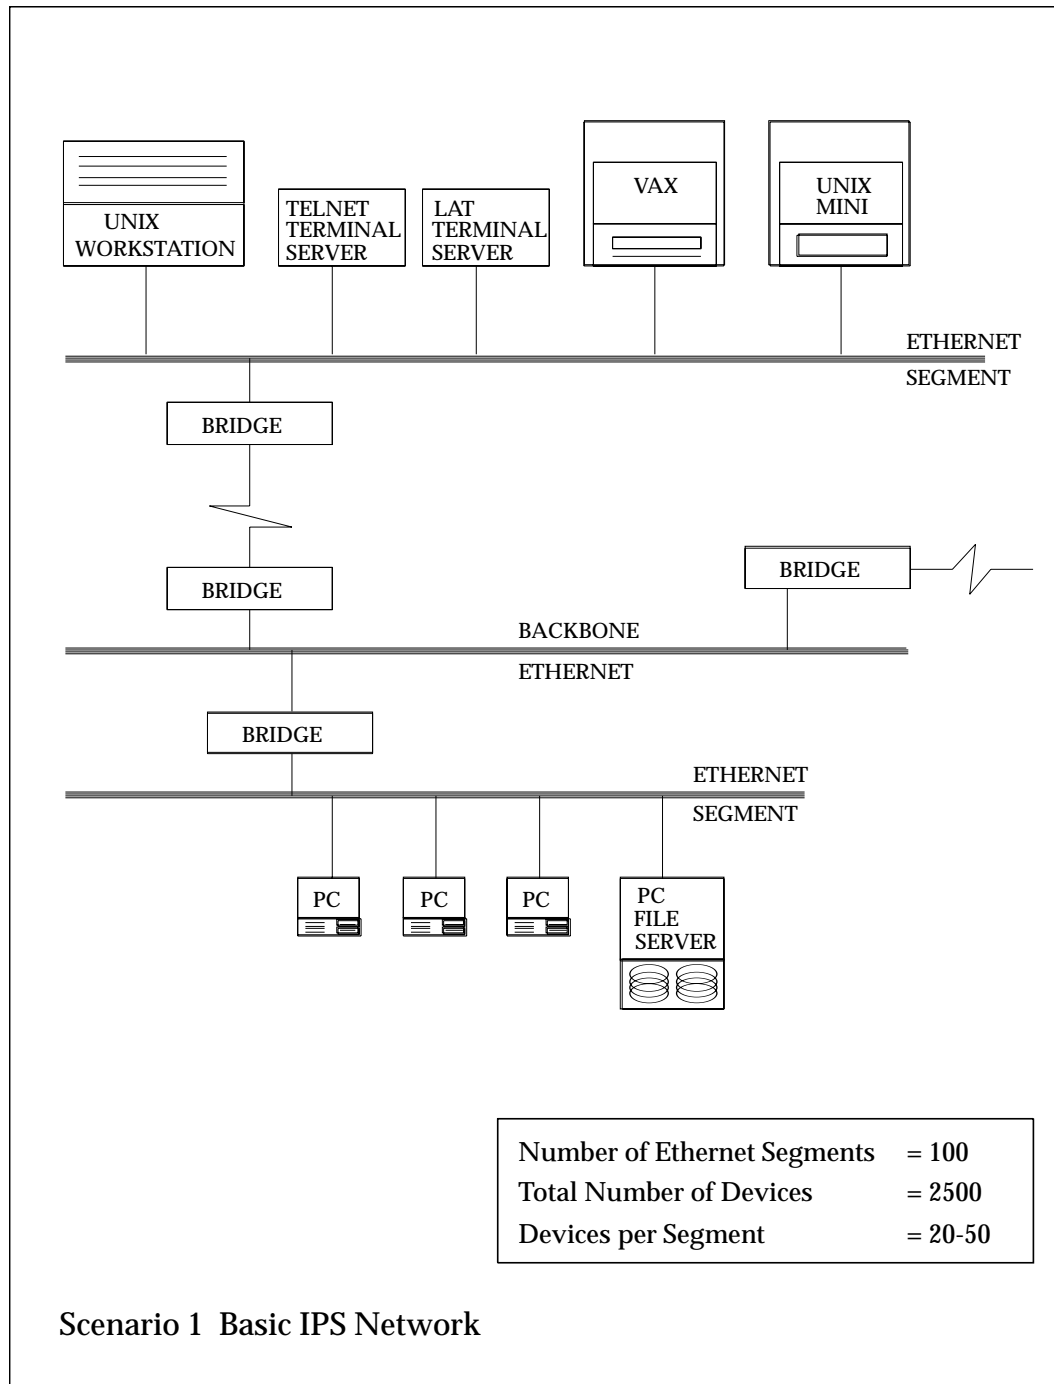 UNIX
WORKSTATION
TELNET
TERMINAL
SERVER
LAT
TERMINAL
SERVER
VAX
UNIX
MINI
ETHERNET
SEGMENT
BRIDGE
BRIDGE
BRIDGE
BACKBONE
ETHERNET
BRIDGE
ETHERNET
SEGMENT
PC
PC
PC
PC
FILE
SERVER
Number of Ethernet Segments = 100
Total Number of Devices = 2500
Devices per Segment = 20-50
Scenario 1 Basic IPS Network